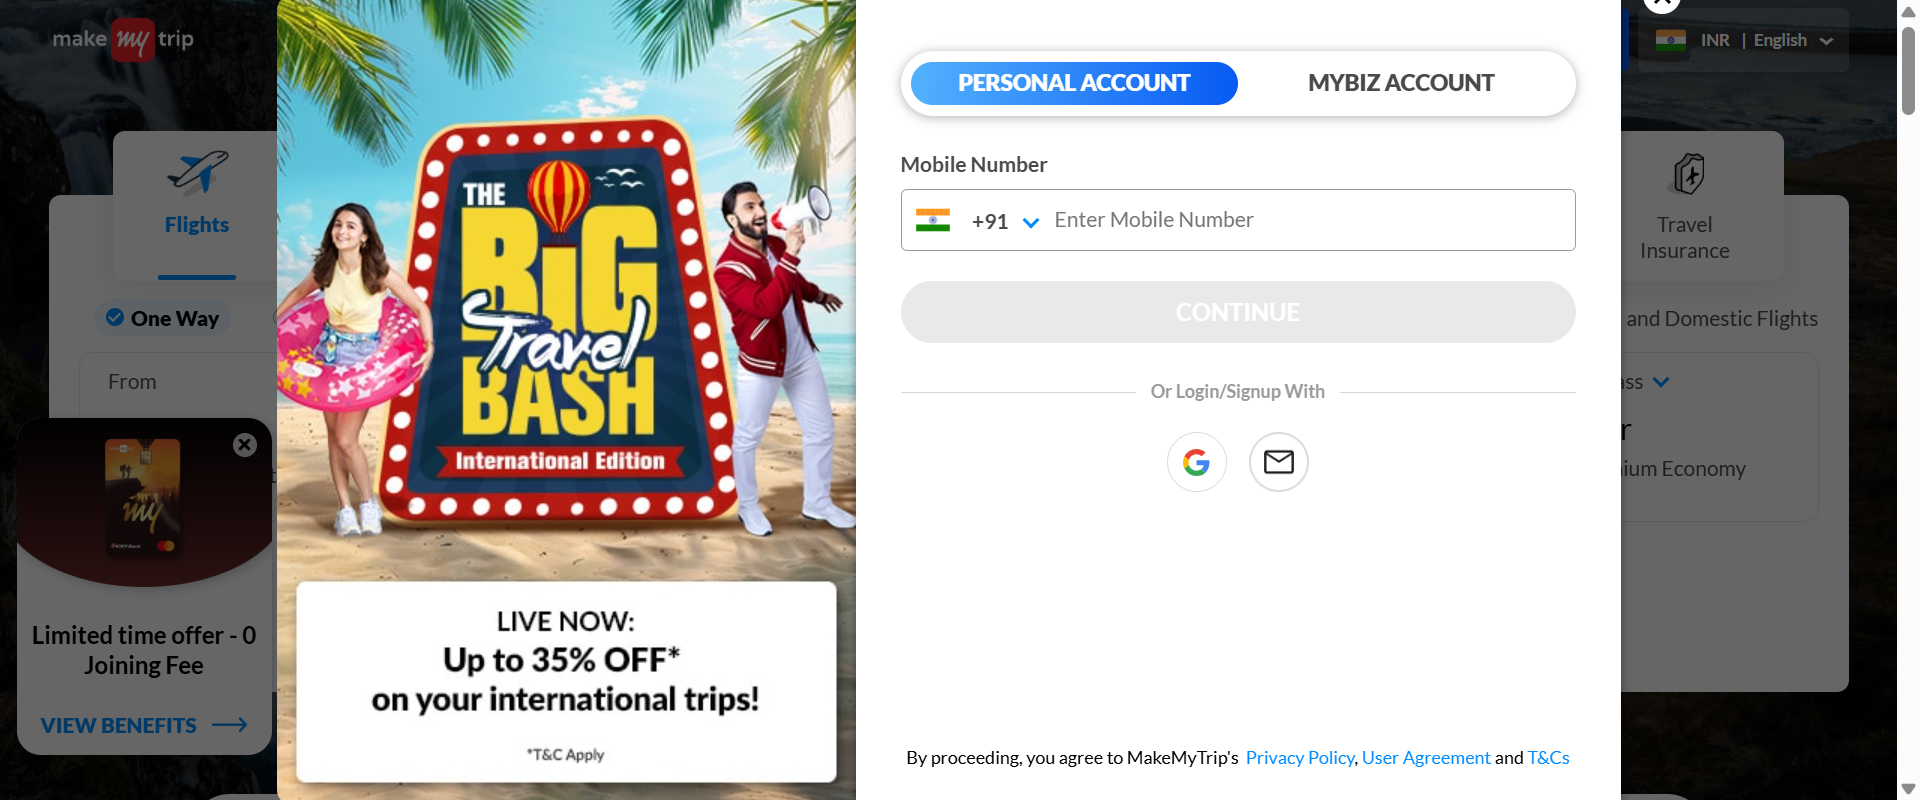 make my trip
INR | English
Flights
One Way
From
my
Limited time offer - 0
Joining Fee
VIEW BENEFITS
THE
BIG
Travel
BASH
International Edition
LIVE NOW:
Up to 35% OFF*
on your international trips!
*T&C Apply
PERSONAL ACCOUNT
MYBIZ ACCOUNT
Mobile Number
+91
Enter Mobile Number
CONTINUE
Or Login/Signup With
By proceeding, you agree to MakeMyTrip's Privacy Policy, User Agreement and T&Cs
Travel
Insurance
and Domestic Flights